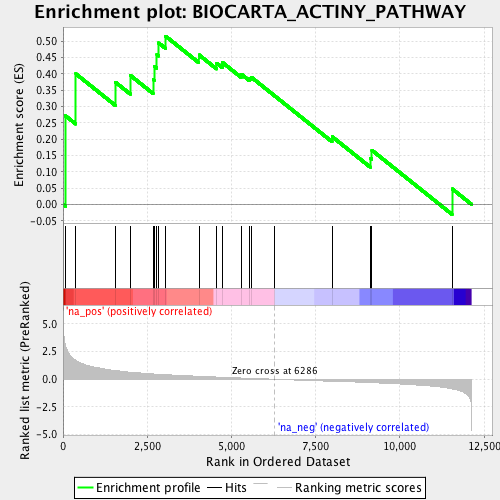 Enrichment plot: BIOCARTA_ACTINY_PATHWAY
Enrichment score (ES)
0.50
0.45
0.40
0.35
0.30
0.25
0.20
0.15
0.10
0.05
0.00
-0.05
'na_pos' (positively correlated)
Ranked list metric (PreRanked)
5.0
2.5
0.0
-2.5
-5.0
Zero cross at 6286
'na_neg' (negatively correlated)
0
2,500
5,000
7,500
10,000
12,500
Rank in Ordered Dataset
Enrichment profile
Hits
Ranking metric scores